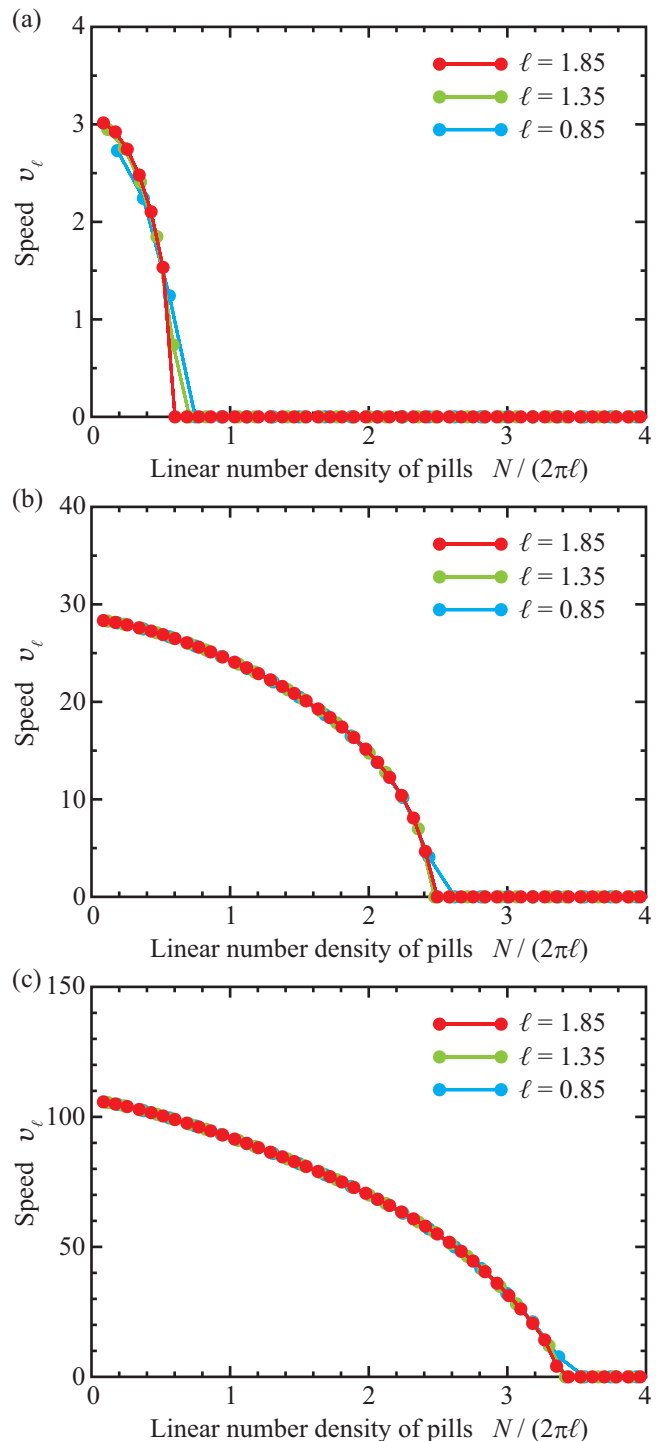 (a)
4
3
2
1
0
Speed υ_ℓ
ℓ = 1.85
ℓ = 1.35
ℓ = 0.85
0 1 2 3 4
Linear number density of pills N / (2πℓ)
(b)
40
30
20
10
0
Speed υ_ℓ
ℓ = 1.85
ℓ = 1.35
ℓ = 0.85
0 1 2 3 4
Linear number density of pills N / (2πℓ)
(c)
150
100
50
0
Speed υ_ℓ
ℓ = 1.85
ℓ = 1.35
ℓ = 0.85
0 1 2 3 4
Linear number density of pills N / (2πℓ)